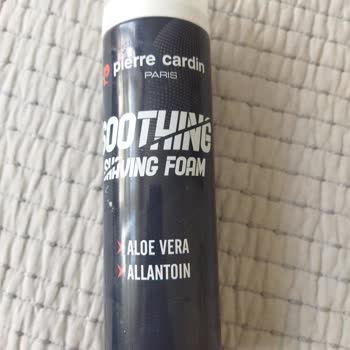 pierre cardin
PARIS
SOOTHING
SHAVING FOAM
ALOE VERA
ALLANTOIN